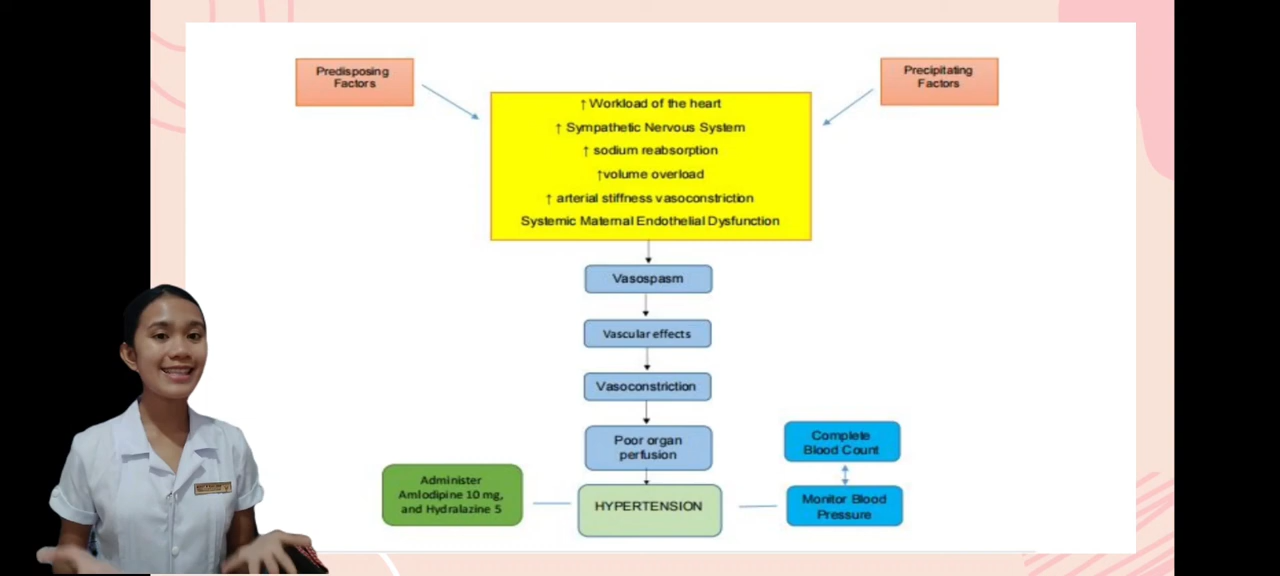 Predisposing
Factors
Precipitating
Factors
↑ Workload of the heart
↑ Sympathetic Nervous System
↑ sodium reabsorption
↑volume overload
↑ arterial stiffness vasoconstriction
Systemic Maternal Endothelial Dysfunction
Vasospasm
Vascular effects
Vasoconstriction
Poor organ
perfusion
Complete
Blood Count
Administer
Amlodipine 10 mg,
and Hydralazine 5
HYPERTENSION
Monitor Blood
Pressure